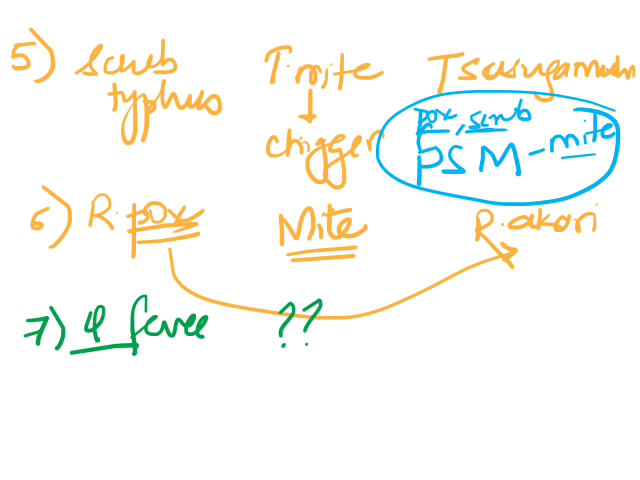 5) Scrub T. mite Tsutsugamushi
typhus ↓ pox, scrub
chigger PSM - mite
6) R. pox Mite R. akari
7) φ fever ??